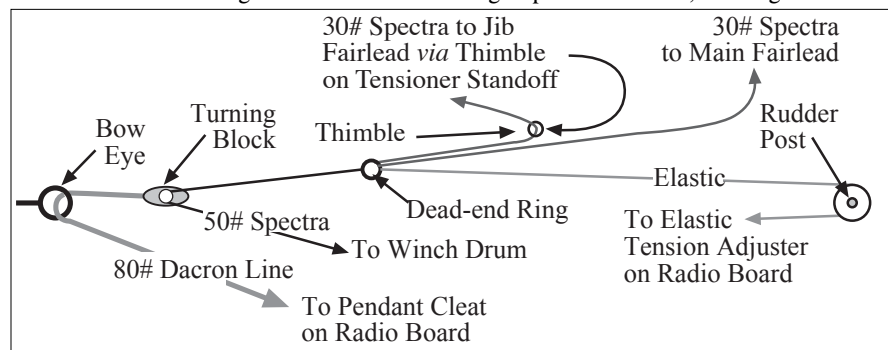 30# Spectra to Jib
Fairlead via Thimble
on Tensioner Standoff
30# Spectra
to Main Fairlead
Turning
Block
Bow
Eye
Thimble
Rudder
Post
Elastic
Dead-end Ring
50# Spectra
To Winch Drum
To Elastic
Tension Adjuster
on Radio Board
80# Dacron Line
To Pendant Cleat
on Radio Board